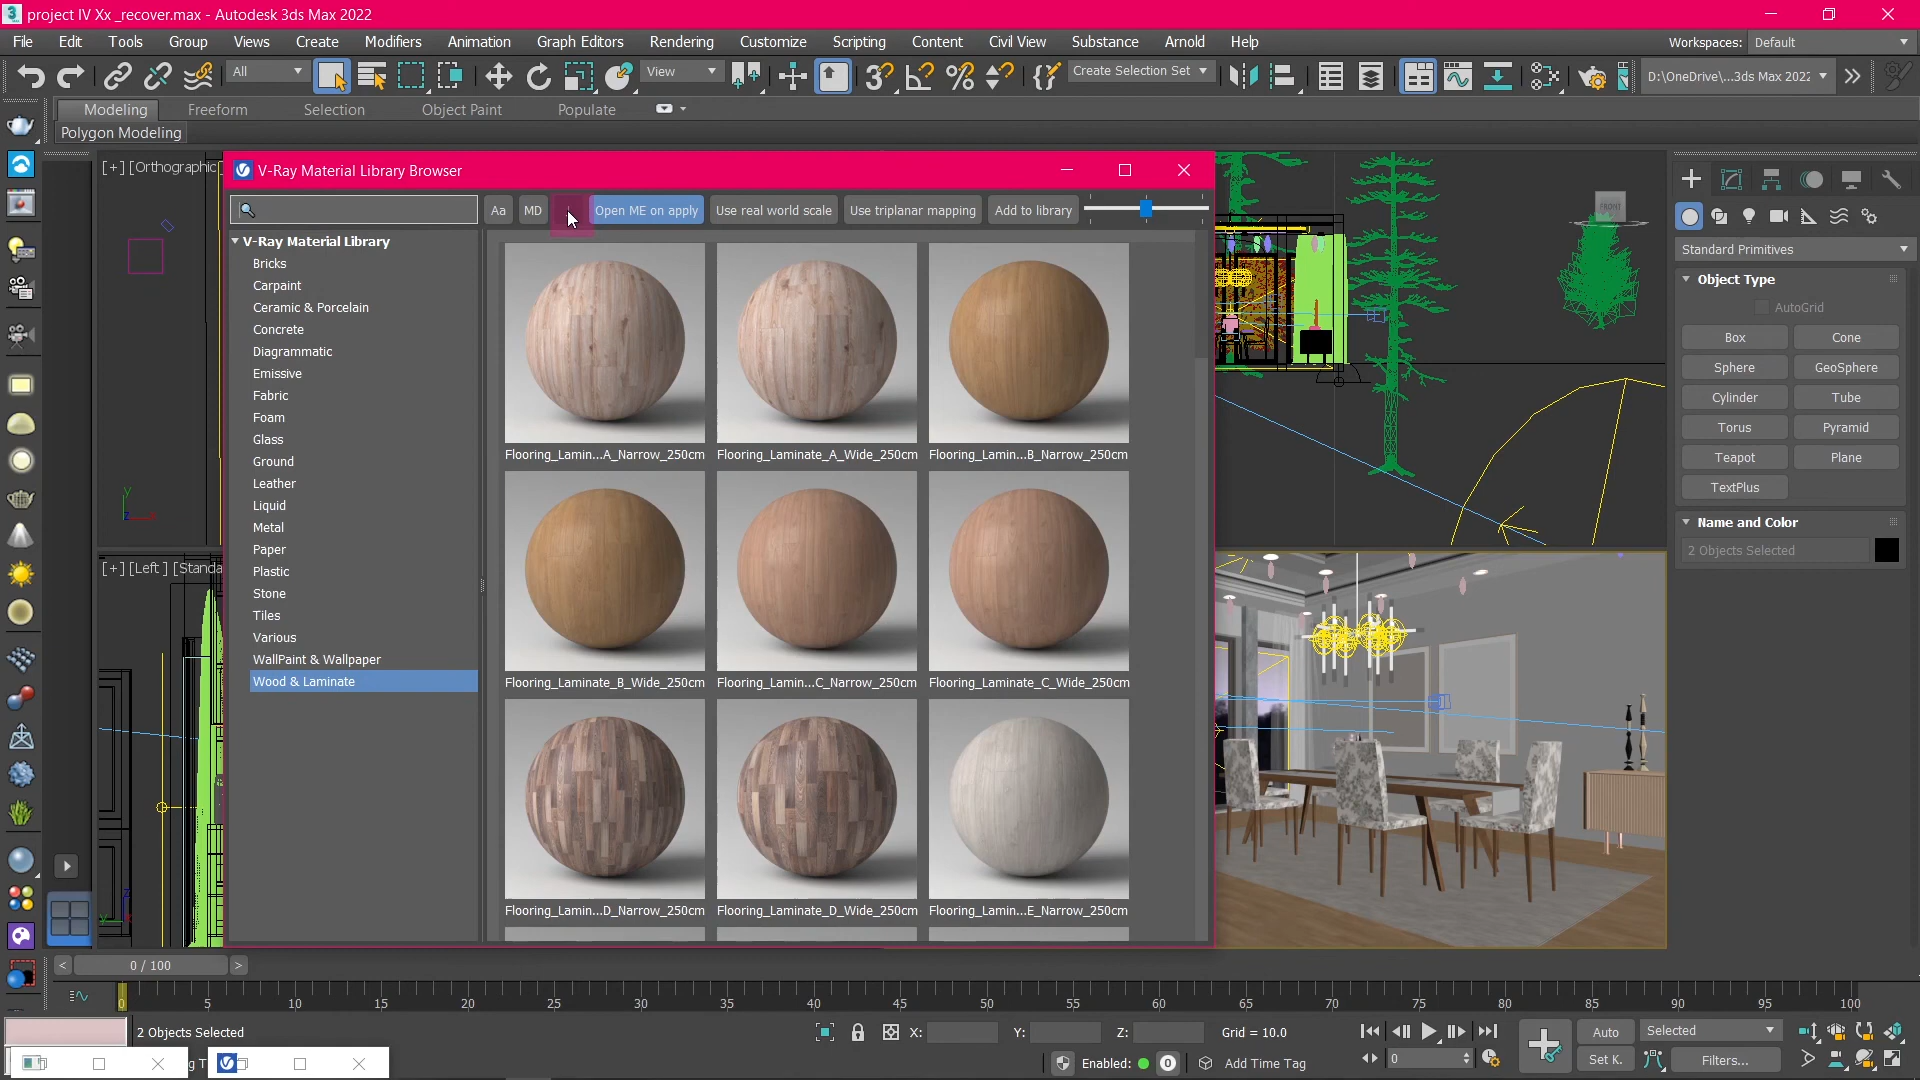 project IV Xx _recover.max - Autodesk 3ds Max 2022
File Edit Tools Group Views Create Modifiers Animation Graph Editors Rendering Customize Scripting Content Civil View Substance Arnold Help Workspaces: Default
All View Create Selection Set D:\OneDrive\...3ds Max 2022
Modeling Freeform Selection Object Paint Populate
Polygon Modeling
[+] [Orthographic]
V-Ray Material Library Browser
Aa MD Open ME on apply Use real world scale Use triplanar mapping Add to library
V-Ray Material Library
Bricks
Carpaint
Ceramic & Porcelain
Concrete
Diagrammatic
Emissive
Fabric
Foam
Glass
Ground
Leather
Liquid
Metal
Paper
Plastic
Stone
Tiles
Various
WallPaint & Wallpaper
Wood & Laminate
Flooring_Lamin...A_Narrow_250cm Flooring_Laminate_A_Wide_250cm Flooring_Lamin...B_Narrow_250cm
Flooring_Laminate_B_Wide_250cm Flooring_Lamin...C_Narrow_250cm Flooring_Laminate_C_Wide_250cm
Flooring_Lamin...D_Narrow_250cm Flooring_Laminate_D_Wide_250cm Flooring_Lamin...E_Narrow_250cm
FRONT
Standard Primitives
Object Type
AutoGrid
Box Cone
Sphere GeoSphere
Cylinder Tube
Torus Pyramid
Teapot Plane
TextPlus
Name and Color
2 Objects Selected
y
z x
[+] [Left ] [Standa
z
y x
< 0 / 100 >
0 5 10 15 20 25 30 35 40 45 50 55 60 65 70 75 80 85 90 95 100
2 Objects Selected X: Y: Z: Grid = 10.0 Auto Selected
ng T Enabled: 0 Add Time Tag 0 Set K. Filters...